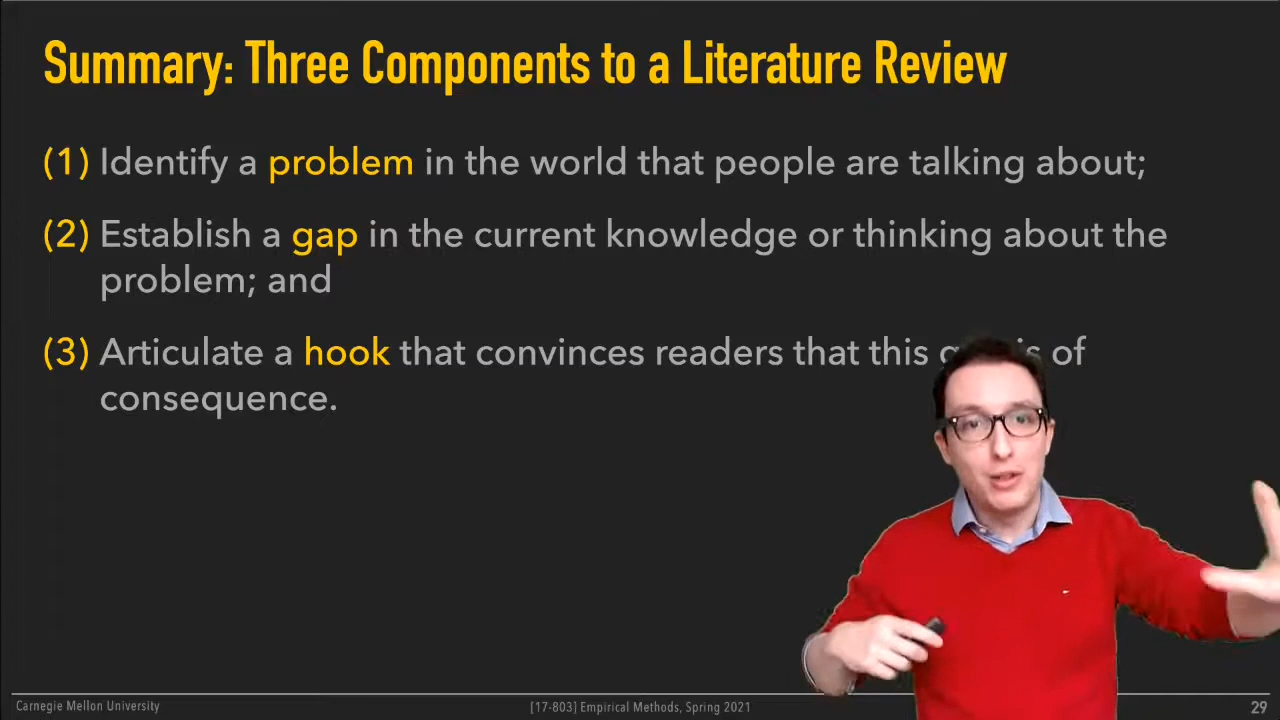 Summary: Three Components to a Literature Review
(1) Identify a problem in the world that people are talking about;
(2) Establish a gap in the current knowledge or thinking about the
problem; and
(3) Articulate a hook that convinces readers that this of
consequence.
Carnegie Mellon University
[17-803] Empirical Methods, Spring 2021
29